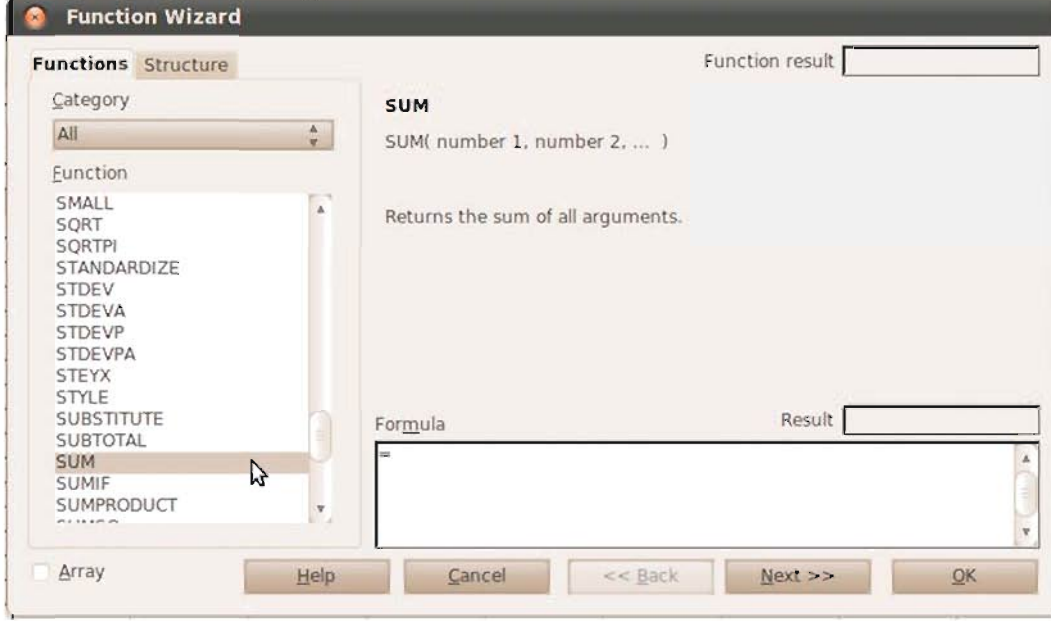 Function Wizard
Functions Structure
Function result
Category
All
Function
SMALL
SQRT
SQRTPI
STANDARDIZE
STDEV
STDEVA
STDEVP
STDEVPA
STEYX
STYLE
SUBSTITUTE
SUBTOTAL
SUM
SUMIF
SUMPRODUCT
SUM
SUM( number 1, number 2, ... )
Returns the sum of all arguments.
Formula
Result
=
Array
Help
Cancel
<< Back
Next >>
OK